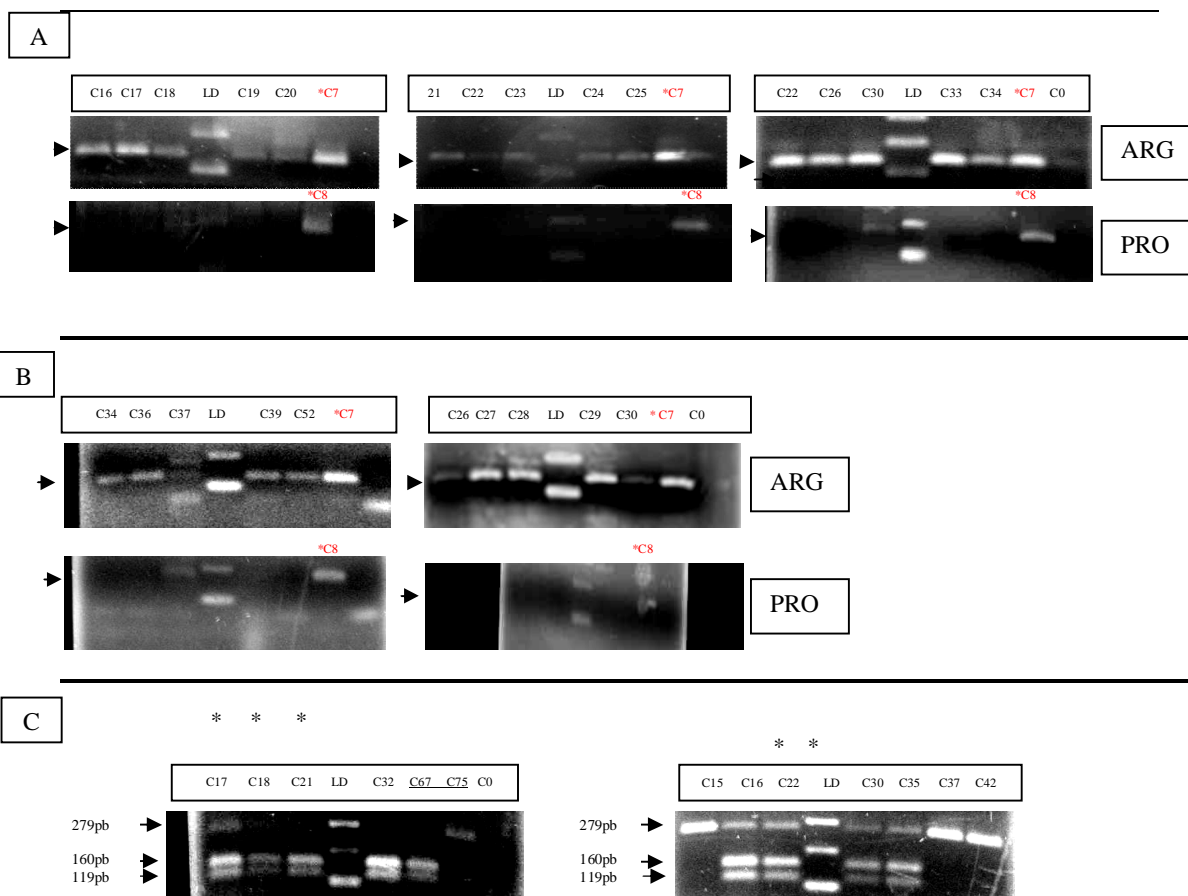 A
C16 C17 C18 LD C19 C20 *C7
21 C22 C23 LD C24 C25 *C7
C22 C26 C30 LD C33 C34 *C7 C0
ARG
*C8
*C8
*C8
PRO
B
C34 C36 C37 LD C39 C52 *C7
C26 C27 C28 LD C29 C30 * C7 C0
ARG
*C8
*C8
PRO
C
* * *
* *
C17 C18 C21 LD C32 C67 C75 C0
C15 C16 C22 LD C30 C35 C37 C42
279pb
160pb
119pb
279pb
160pb
119pb